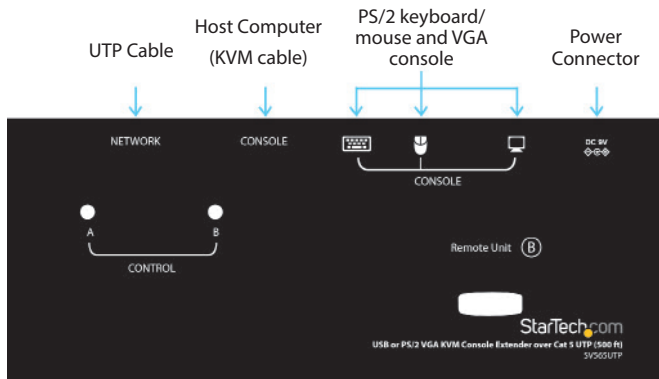 UTP Cable
Host Computer
(KVM cable)
PS/2 keyboard/
mouse and VGA
console
Power
Connector
NETWORK
CONSOLE
DC 9V
CONSOLE
A
B
CONTROL
Remote Unit B
StarTech.com
USB or PS/2 VGA KVM Console Extender over Cat 5 UTP (500 ft)
SV565UTP